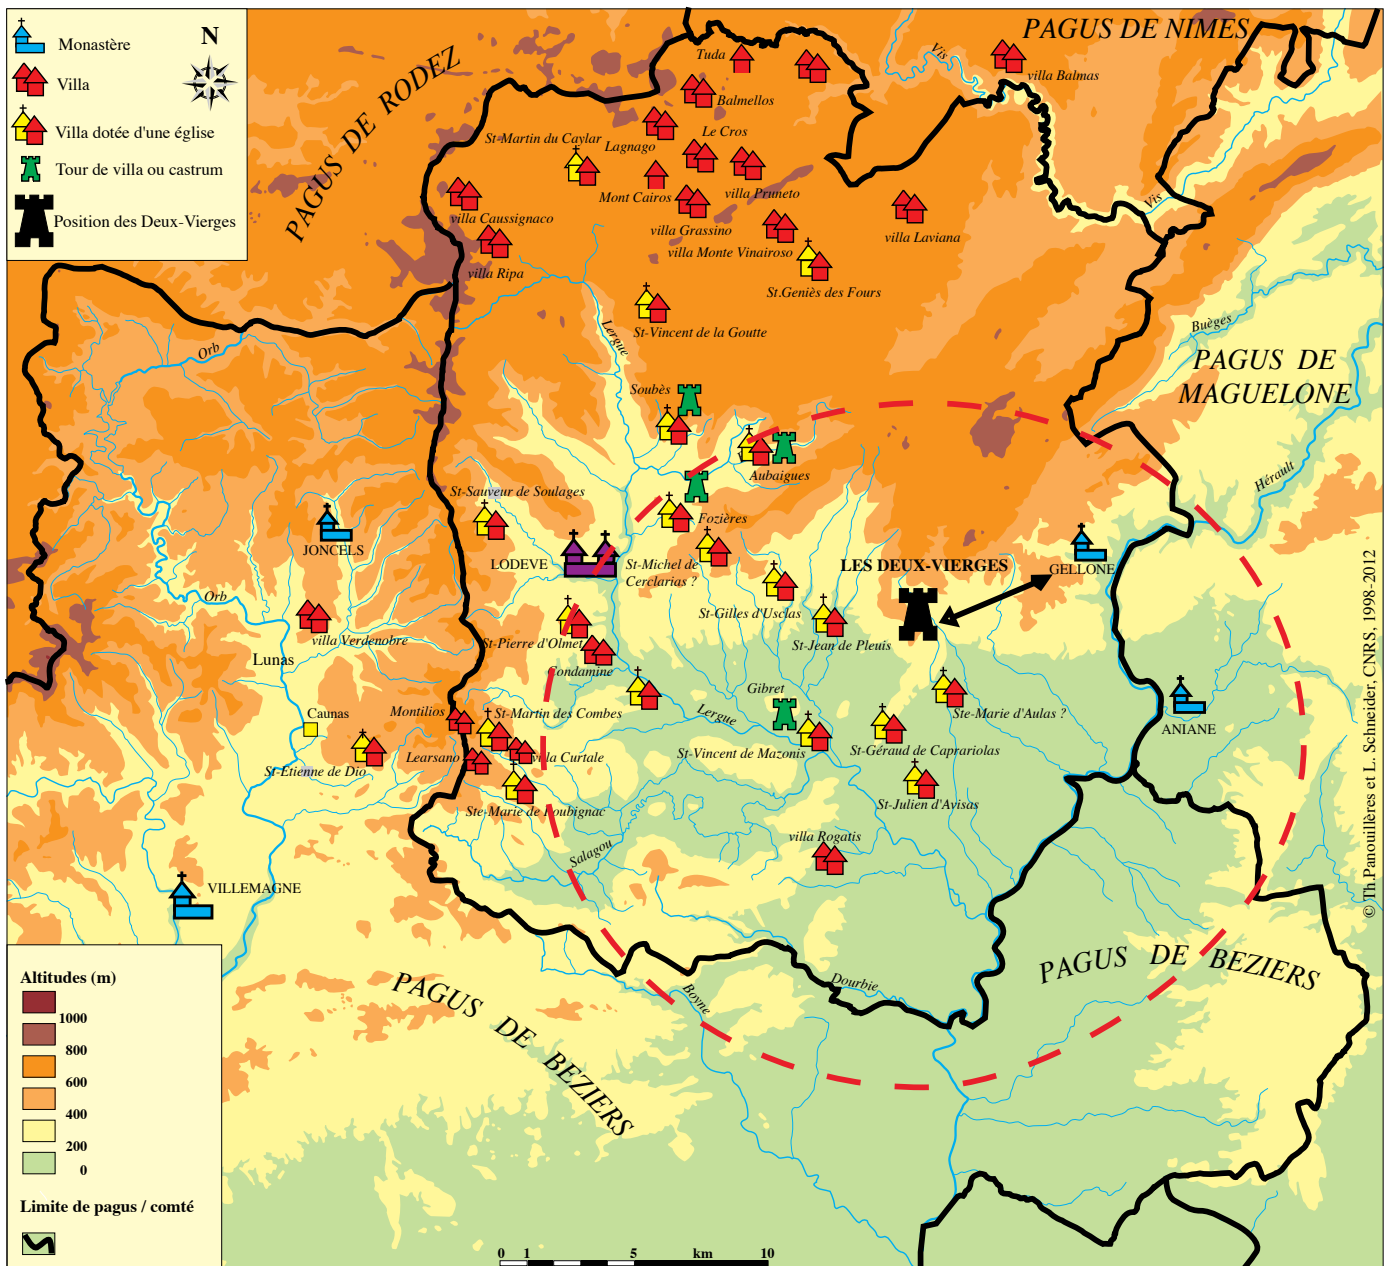 Monastère
N
Villa
Villa dotée d'une église
Tour de villa ou castrum
Position des Deux-Vierges
PAGUS DE RODEZ
PAGUS DE NIMES
Vis
villa Balmas
Tuda
Balmellos
St-Martin du Caylar
Lagnago
Le Cros
Mont Cairos
villa Pruneto
Vis
villa Caussignaco
villa Grassino
villa Laviana
villa Monte Vinairoso
villa Ripa
St.Geniès des Fours
Buèges
St-Vincent de la Goutte
Lergue
Orb
PAGUS DE
MAGUELONE
Soubès
Aubaigues
Hérault
St-Sauveur de Soulages
Fozières
JONCELS
LODEVE
St-Michel de
Cerclarias ?
LES DEUX-VIERGES
GELLONE
Orb
St-Gilles d'Usclas
villa Verdenobre
St-Pierre d'Olmet
St-Jean de Pleuis
Lunas
Condamine
Gibret
Caunas
Montilios
St-Martin des Combes
Lergue
Ste-Marie d'Aulas ?
ANIANE
St-Etienne de Dio
Learsano
villa Curtale
St-Vincent de Mazonis
St-Géraud de Caprariolas
Ste-Marie de Roubignac
St-Julien d'Avisas
villa Rogatis
Salagou
VILLEMAGNE
© Th.Panouillères et L. Schneider, CNRS, 1998-2012
PAGUS DE BEZIERS
Dourbie
Boyne
PAGUS DE BEZIERS
Altitudes (m)
1000
800
600
400
200
0
Limite de pagus / comté
0 1 5 km 10